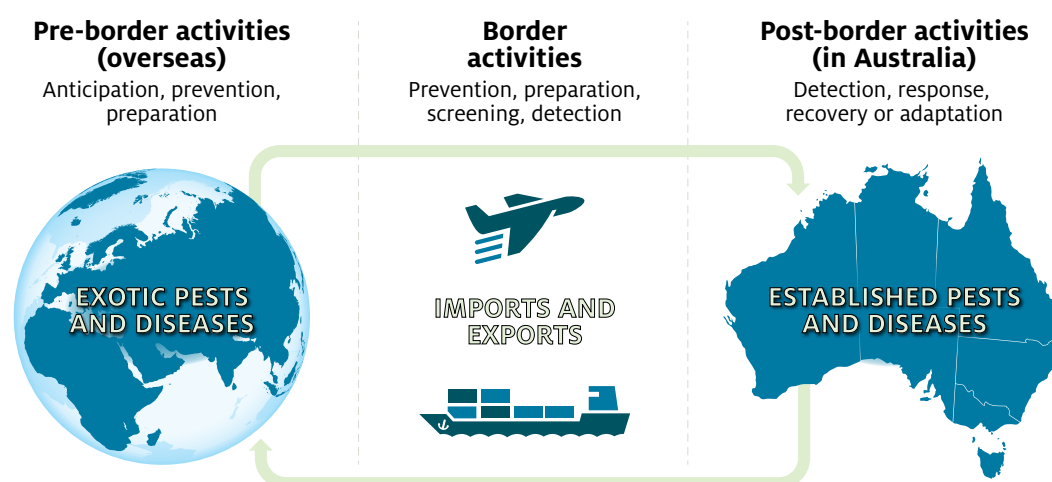 Pre-border activities
(overseas)
Anticipation, prevention,
preparation
Border
activities
Prevention, preparation,
screening, detection
Post-border activities
(in Australia)
Detection, response,
recovery or adaptation
EXOTIC PESTS
AND DISEASES
IMPORTS AND
EXPORTS
ESTABLISHED PESTS
AND DISEASES